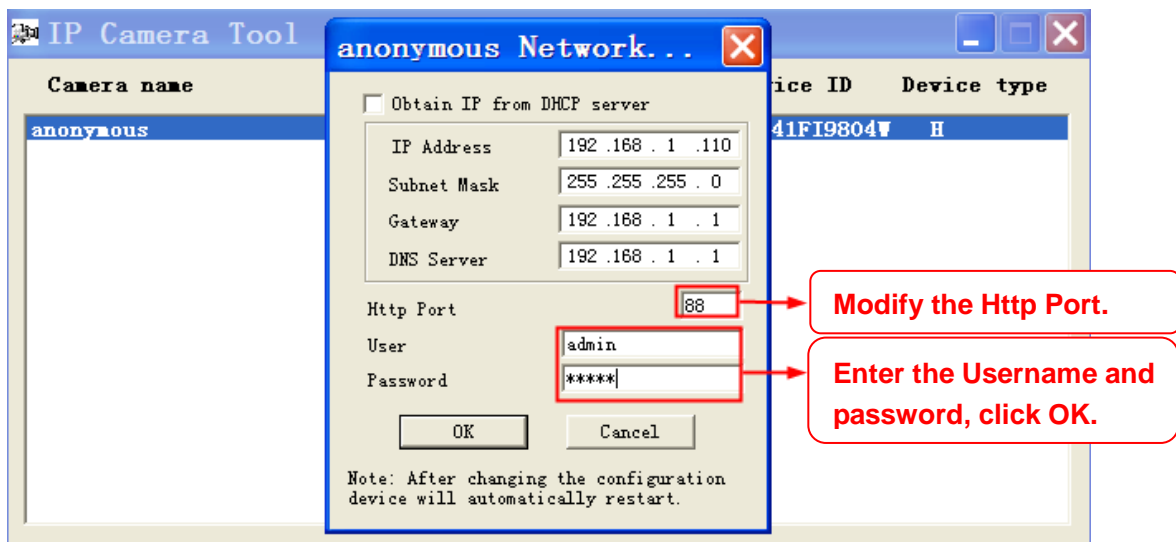 IP Camera Tool
anonymous Network...
Camera name
ice ID Device type
anonymous
41FI9804W H
Obtain IP from DHCP server
IP Address 192 .168 . 1 .110
Subnet Mask 255 .255 .255 . 0
Gateway 192 .168 . 1 . 1
DNS Server 192 .168 . 1 . 1
Http Port 88
User admin
Password *****
OK Cancel
Note: After changing the configuration
device will automatically restart.
Modify the Http Port.
Enter the Username and
password, click OK.